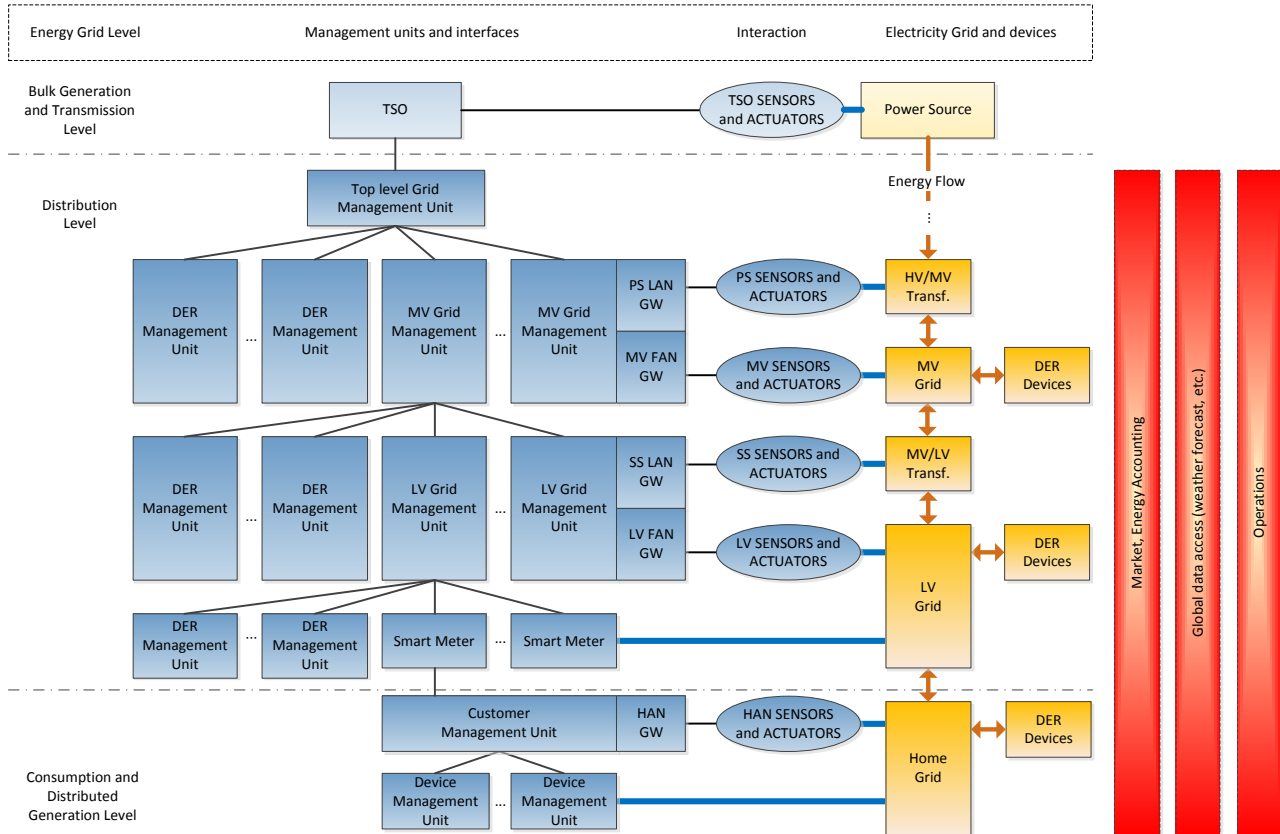 Energy Grid Level
Management units and interfaces
Interaction
Electricity Grid and devices
Bulk Generation
and Transmission
Level
TSO
TSO SENSORS
and ACTUATORS
Power Source
Energy Flow
...
Distribution
Level
Top level Grid
Management Unit
DER
Management
Unit
...
DER
Management
Unit
MV Grid
Management
Unit
...
MV Grid
Management Unit
PS LAN
GW
MV FAN
GW
PS SENSORS and
ACTUATORS
HV/MV
Transf.
MV SENSORS
and ACTUATORS
MV
Grid
DER
Devices
DER
Management
Unit
...
DER
Management
Unit
LV Grid
Management
Unit
...
LV Grid
Management Unit
SS LAN
GW
LV FAN
GW
SS SENSORS and
ACTUATORS
MV/LV
Transf.
LV SENSORS and
ACTUATORS
LV
Grid
DER
Devices
DER
Management
Unit
...
DER
Management
Unit
Smart Meter
...
Smart Meter
Customer
Management Unit
HAN
GW
HAN SENSORS
and ACTUATORS
Home
Grid
DER
Devices
Consumption and
Distributed
Generation Level
Device
Management
Unit
...
Device
Management
Unit
Market, Energy Accounting
Global data access (weather forecast, etc.)
Operations